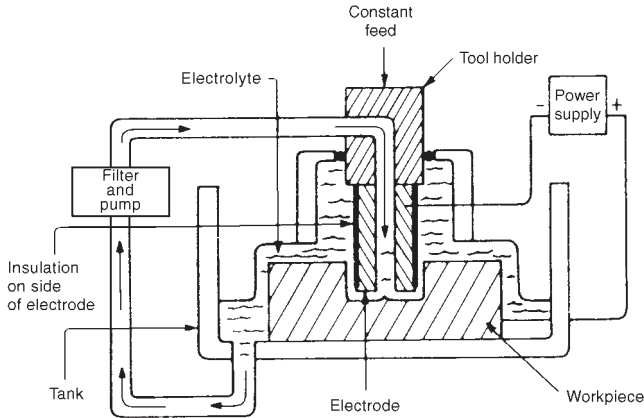 Constant
feed
Tool holder
Electrolyte
- Power +
supply
Filter
and
pump
Insulation
on side
of electrode
Tank
Electrode
Workpiece